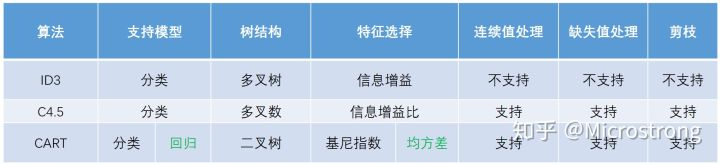 算法 支持模型 树结构 特征选择 连续值处理 缺失值处理 剪枝
ID3 分类 多叉树 信息增益 不支持 不支持 不支持
C4.5 分类 多叉数 信息增益比 支持 支持 支持
CART 分类 回归 二叉树 基尼指数 均方差 支持 支持 支持
知乎 @Microstrong